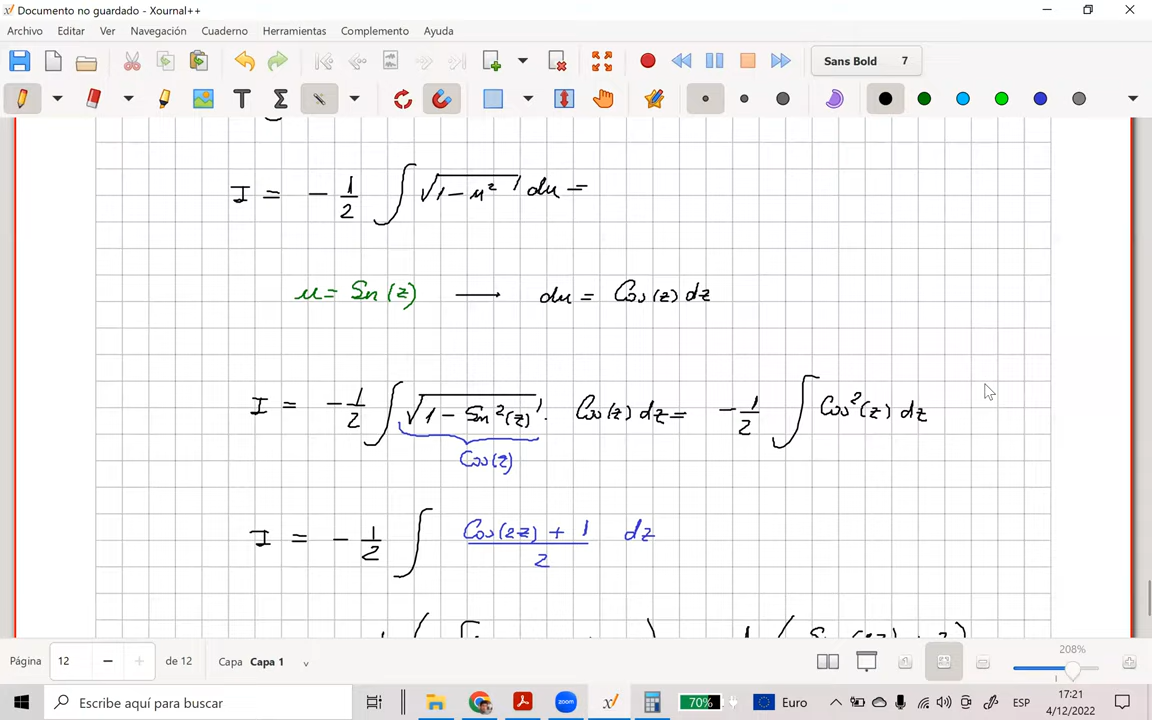 Documento no guardado - Xournal++
Archivo Editar Ver Navegación Cuaderno Herramientas Complemento Ayuda
Sans Bold 7
I = - 1/2 ∫ √(1 - u²) du =
u = Sen(z) → du = Cos(z) dz
I = - 1/2 ∫ √(1 - Sen²(z)) · Cos(z) dz = - 1/2 ∫ Cos²(z) dz
Cos(z)
I = - 1/2 ∫ (Cos(2z) + 1)/2 dz
208%
Página 12 de 12 Capa Capa 1
Escribe aquí para buscar
70%
Euro
ESP
17:21
4/12/2022